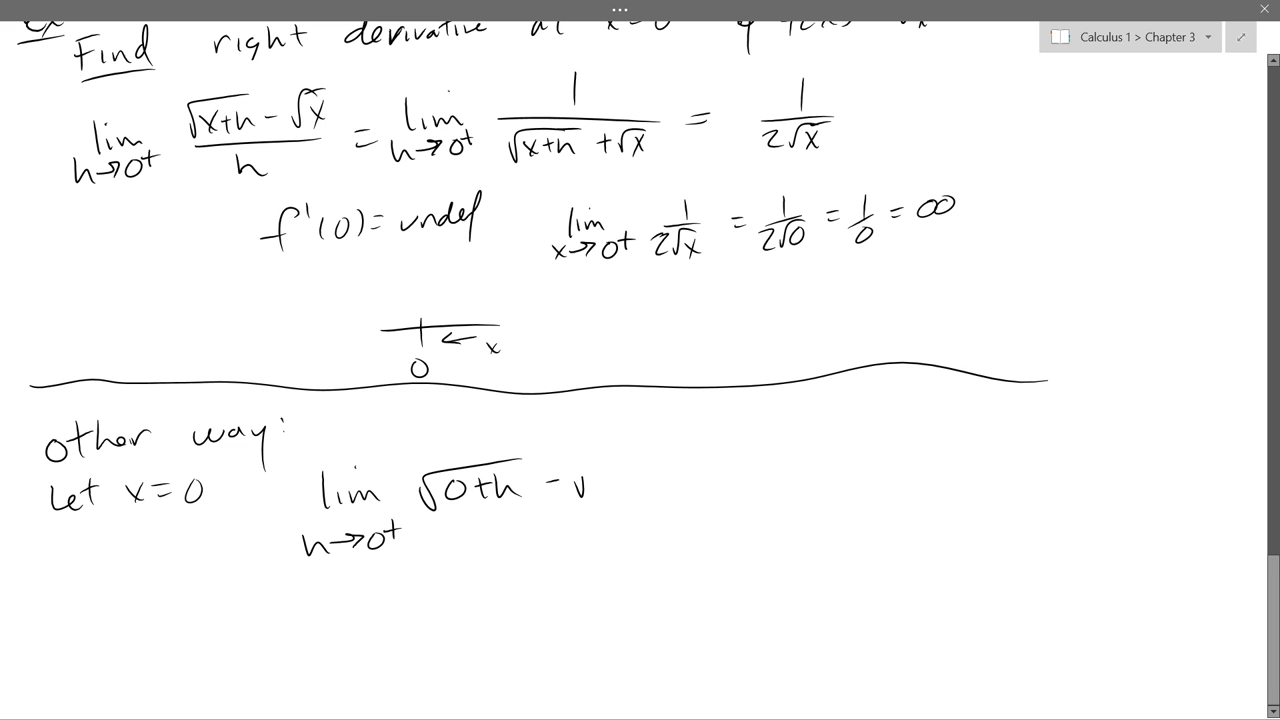 Calculus 1 > Chapter 3
Find right derivative at x=0 of
lim h→0⁺ (√(x+h) − √x)/h = lim h→0⁺ 1/(√(x+h) + √x) = 1/(2√x)
f'(0) = undef lim x→0⁺ 1/(2√x) = 1/(2√0) = 1/0 = ∞
← x
0
other way:
Let x=0 lim h→0⁺ √(0+h) −